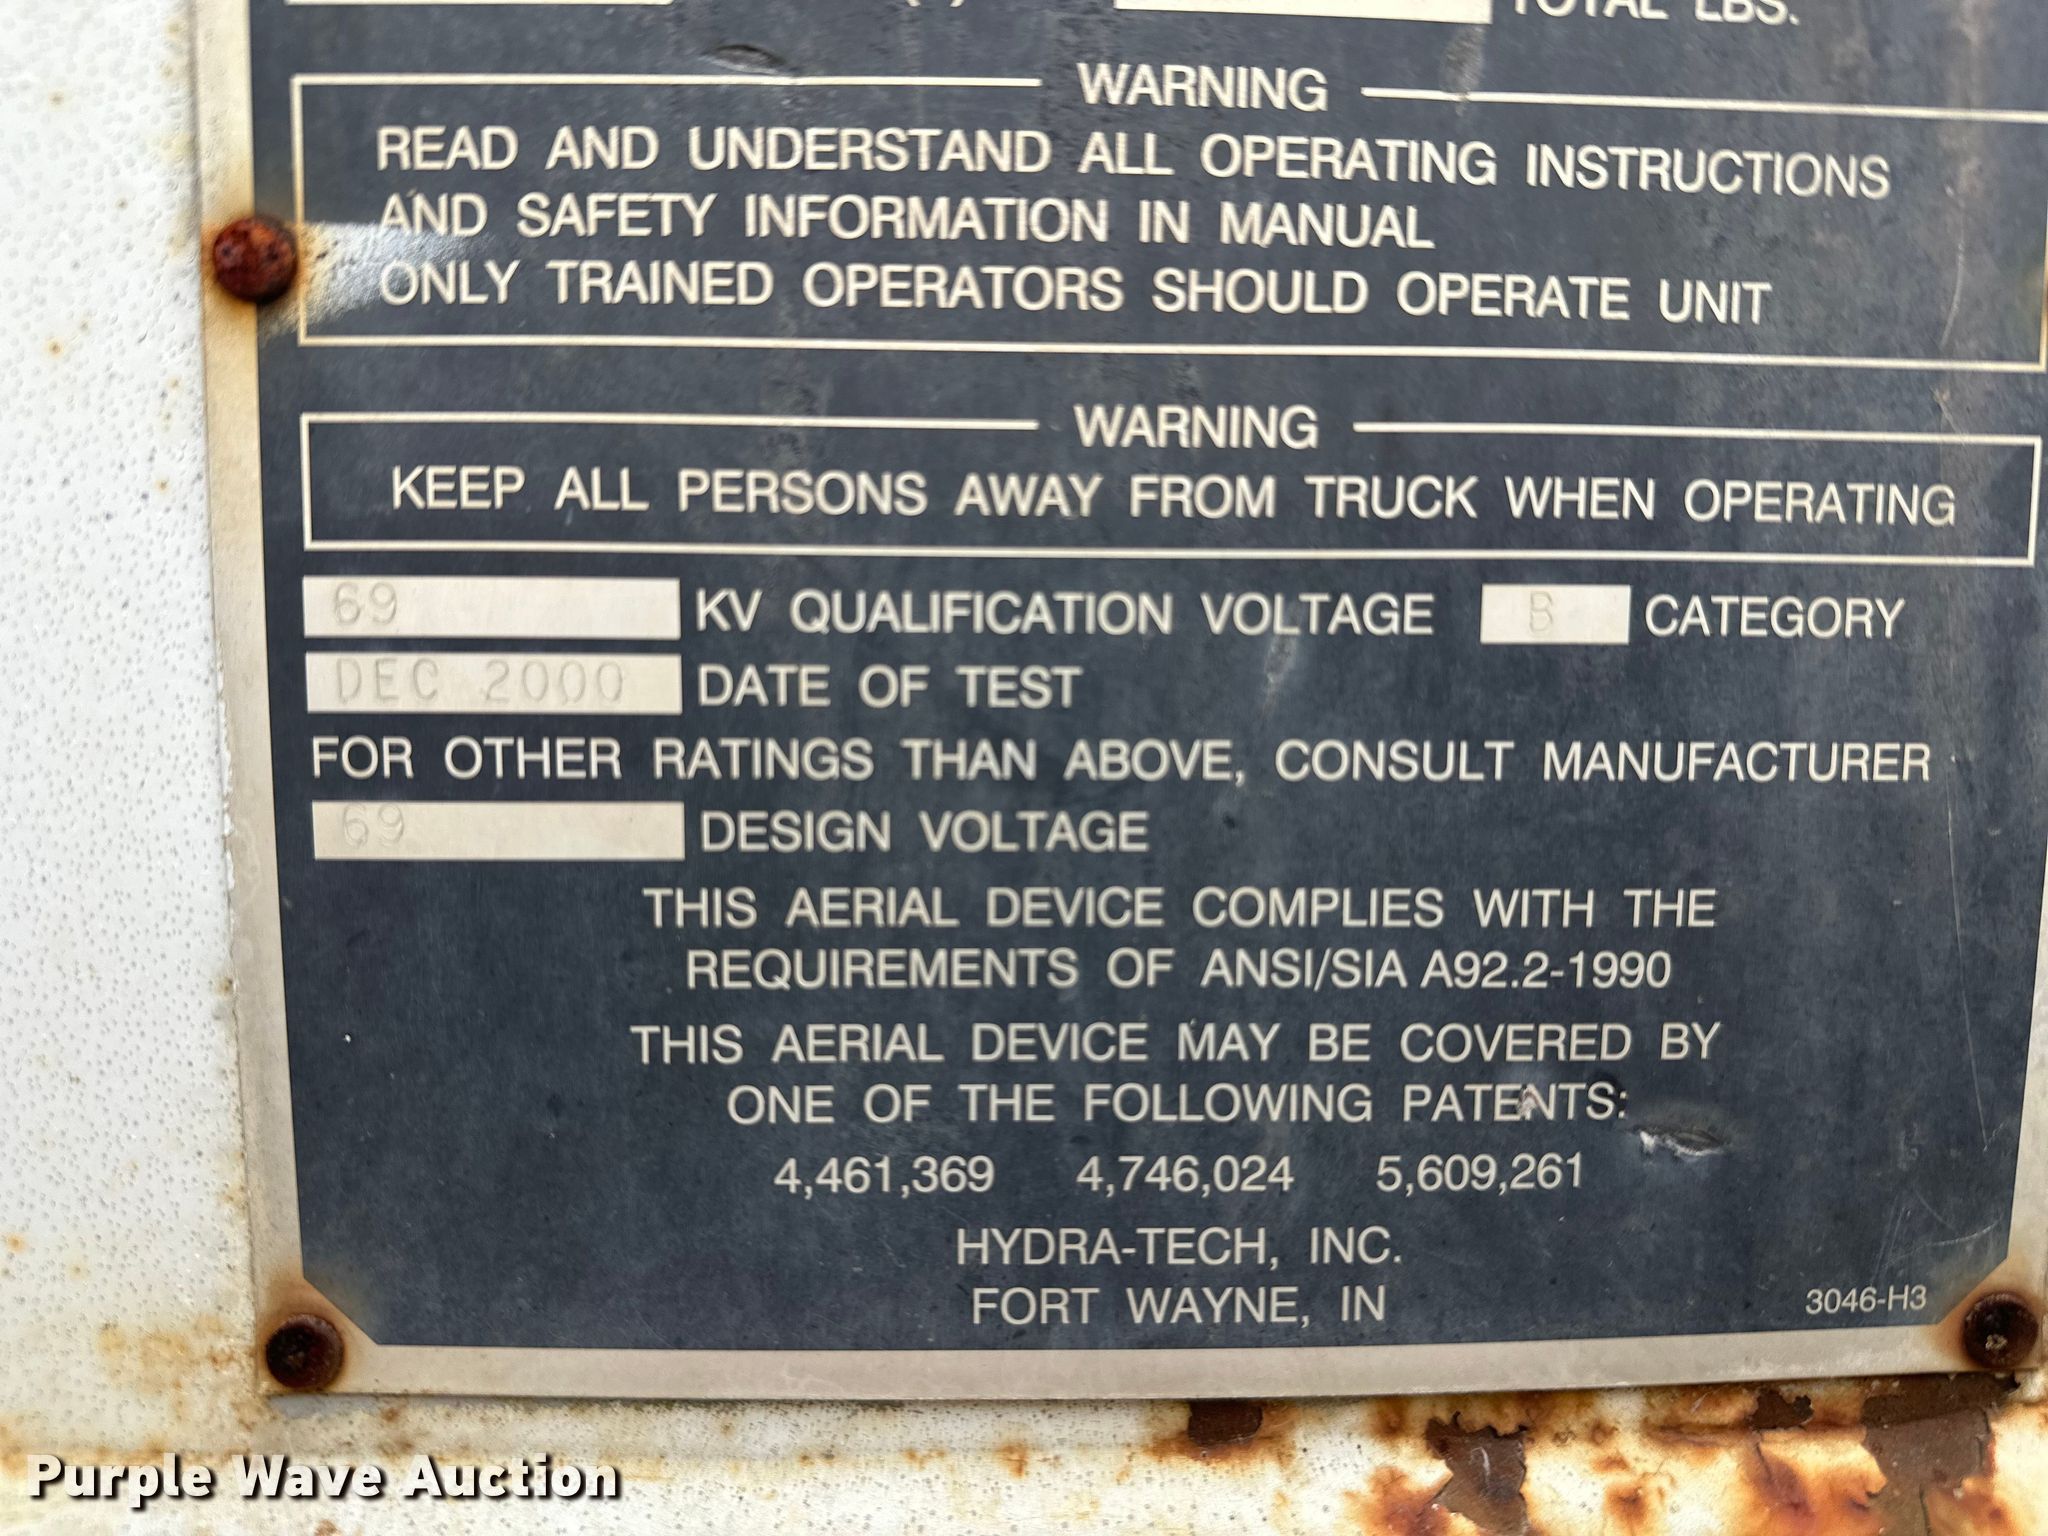 TOTAL LBS.
WARNING
READ AND UNDERSTAND ALL OPERATING INSTRUCTIONS
AND SAFETY INFORMATION IN MANUAL
ONLY TRAINED OPERATORS SHOULD OPERATE UNIT
WARNING
KEEP ALL PERSONS AWAY FROM TRUCK WHEN OPERATING
69 KV QUALIFICATION VOLTAGE B CATEGORY
DEC 2000 DATE OF TEST
FOR OTHER RATINGS THAN ABOVE, CONSULT MANUFACTURER
69 DESIGN VOLTAGE
THIS AERIAL DEVICE COMPLIES WITH THE
REQUIREMENTS OF ANSI/SIA A92.2-1990
THIS AERIAL DEVICE MAY BE COVERED BY
ONE OF THE FOLLOWING PATENTS:
4,461,369 4,746,024 5,609,261
HYDRA-TECH, INC.
FORT WAYNE, IN
3046-H3
Purple Wave Auction